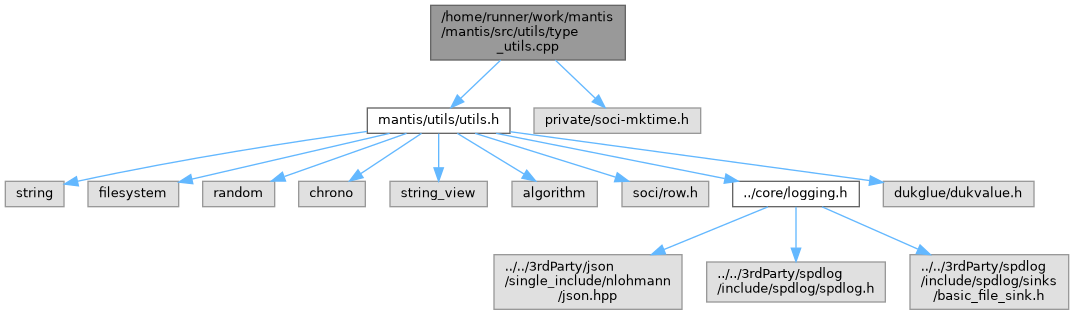 /home/runner/work/mantis
/mantis/src/utils/type
_utils.cpp
mantis/utils/utils.h
private/soci-mktime.h
string
filesystem
random
chrono
string_view
algorithm
soci/row.h
../core/logging.h
dukglue/dukvalue.h
../../3rdParty/json
/single_include/nlohmann
/json.hpp
../../3rdParty/spdlog
/include/spdlog/spdlog.h
../../3rdParty/spdlog
/include/spdlog/sinks
/basic_file_sink.h